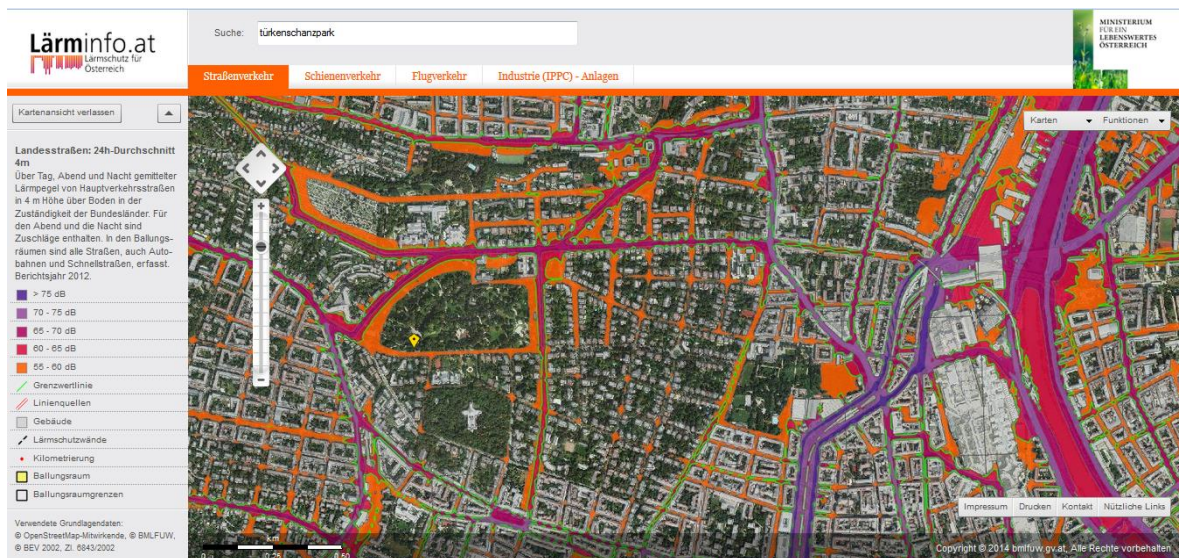 Lärminfo.at
Lärmschutz für
Österreich
Suche: türkenschanzpark
MINISTERIUM
FÜR EIN
LEBENSWERTES
ÖSTERREICH
Straßenverkehr Schienenverkehr Flugverkehr Industrie (IPPC) - Anlagen
Kartenansicht verlassen
Karten Funktionen
Landesstraßen: 24h-Durchschnitt
4m
Über Tag, Abend und Nacht gemittelter
Lärmpegel von Hauptverkehrsstraßen
in 4 m Höhe über Boden in der
Zuständigkeit der Bundesländer. Für
den Abend und die Nacht sind
Zuschläge enthalten. In den Ballungs-
räumen sind alle Straßen, auch Auto-
bahnen und Schnellstraßen, erfasst.
Berichtsjahr 2012.
> 75 dB
70 - 75 dB
65 - 70 dB
60 - 65 dB
55 - 60 dB
Grenzwertlinie
Linienquellen
Gebäude
Lärmschutzwände
Kilometrierung
Ballungsraum
Ballungsraumgrenzen
Verwendete Grundlagendaten:
© OpenStreetMap-Mitwirkende, © BMLFUW,
© BEV 2002, Zl. 6843/2002
km
0 0.25 0.50
Impressum Drucken Kontakt Nützliche Links
Copyright © 2014 bmlfuw.gv.at, Alle Rechte vorbehalten